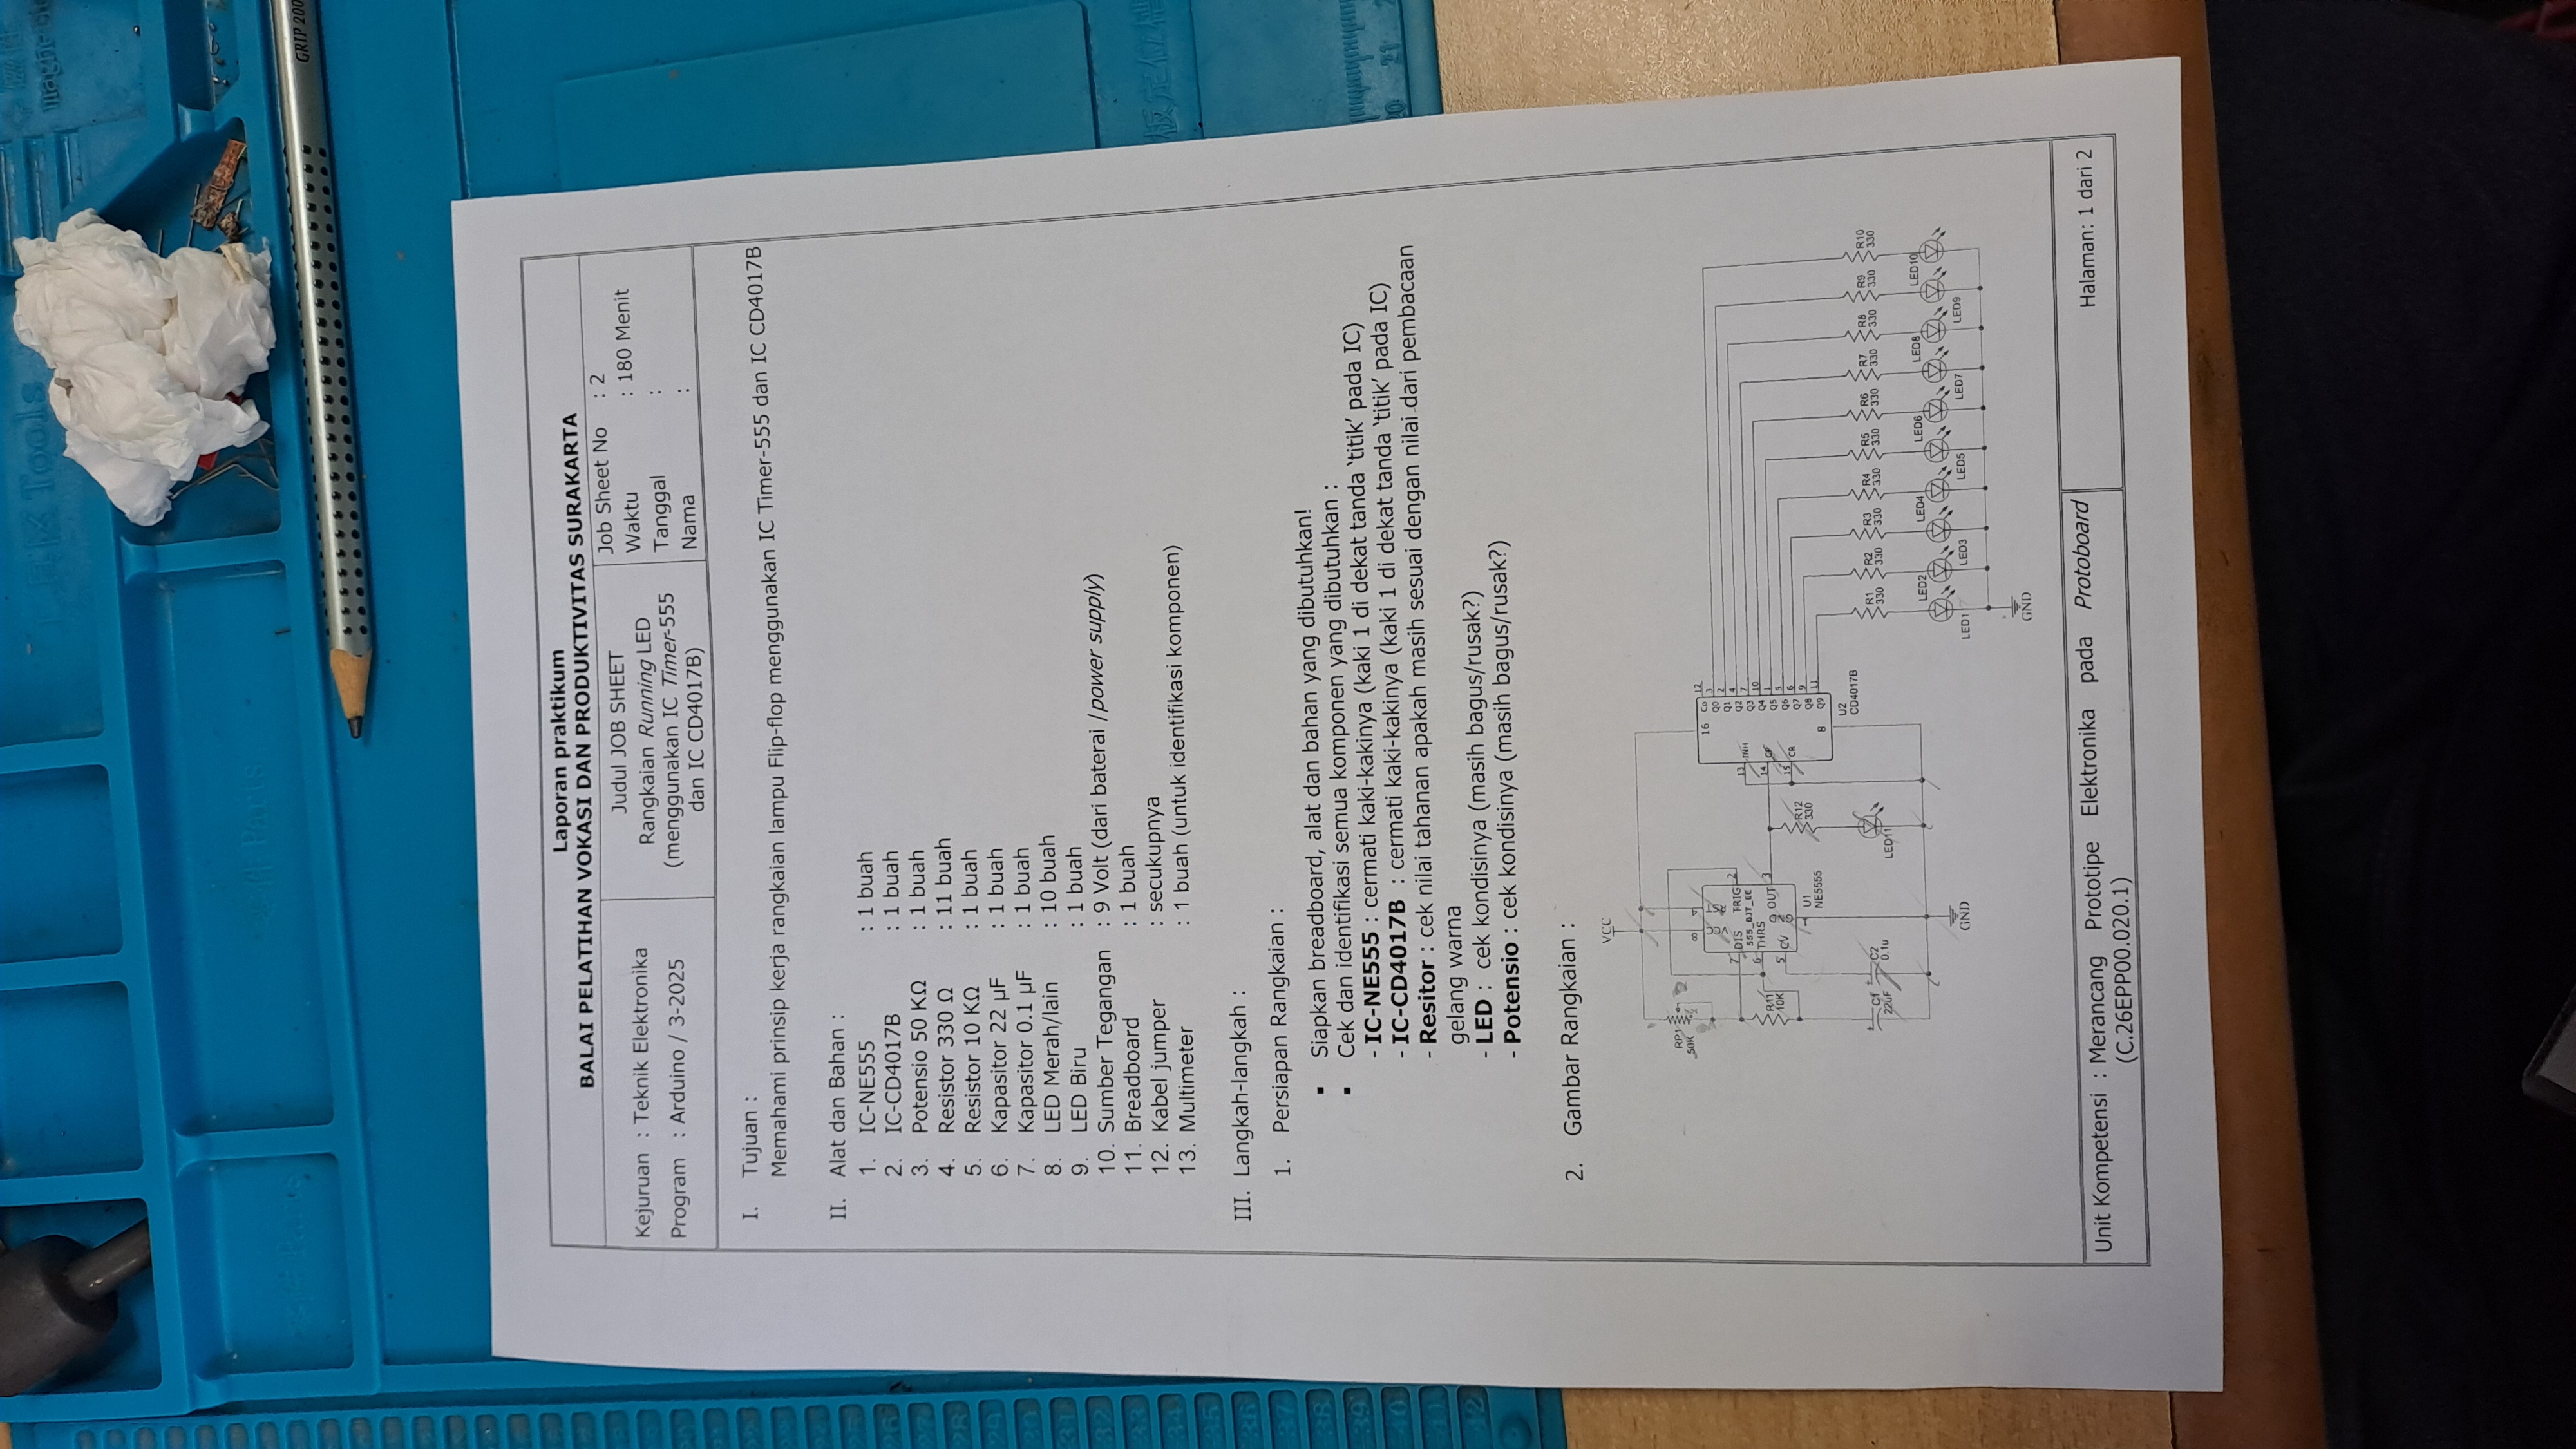 Tools
magne
Parts
Parts
GRIP 200
Laporan praktikum
BALAI PELATIHAN VOKASI DAN PRODUKTIVITAS SURAKARTA
Kejuruan : Teknik Elektronika
Program : Arduino / 3-2025
Judul JOB SHEET
Rangkaian Running LED
(menggunakan IC Timer-555
dan IC CD4017B)
Job Sheet No : 2
Waktu : 180 Menit
Tanggal :
Nama :
I. Tujuan :
Memahami prinsip kerja rangkaian lampu Flip-flop menggunakan IC Timer-555 dan IC CD4017B
II. Alat dan Bahan :
1. IC-NE555 : 1 buah
2. IC-CD4017B : 1 buah
3. Potensio 50 KΩ : 1 buah
4. Resistor 330 Ω : 11 buah
5. Resistor 10 KΩ : 1 buah
6. Kapasitor 22 µF : 1 buah
7. Kapasitor 0.1 µF : 1 buah
8. LED Merah/lain : 10 buah
9. LED Biru : 1 buah
10. Sumber Tegangan : 9 Volt (dari baterai /power supply)
11. Breadboard : 1 buah
12. Kabel jumper : secukupnya
13. Multimeter : 1 buah (untuk identifikasi komponen)
III. Langkah-langkah :
1. Persiapan Rangkaian :
▪ Siapkan breadboard, alat dan bahan yang dibutuhkan!
▪ Cek dan identifikasi semua komponen yang dibutuhkan :
- IC-NE555 : cermati kaki-kakinya (kaki 1 di dekat tanda ‘titik’ pada IC)
- IC-CD4017B : cermati kaki-kakinya (kaki 1 di dekat tanda ‘titik’ pada IC)
- Resitor : cek nilai tahanan apakah masih sesuai dengan nilai dari pembacaan
gelang warna
- LED : cek kondisinya (masih bagus/rusak?)
- Potensio : cek kondisinya (masih bagus/rusak?)
2. Gambar Rangkaian :
VCC
RP1
50K
8 4
VCC RST
7 DIS TRIG 2
555_BJT_EE
6 THRS
OUT 3
5 CV GND
1
U1
NE5555
R11
10K
C1
22uF
C2
0.1u
R12
330
LED11
GND
16 Co 12
Q0 3
Q1 2
Q2 4
Q3 7
Q4 10
Q5 1
Q6 5
Q7 6
Q8 9
Q9 11
13 INH
14 CP
15 CR
8
U2
CD4017B
R1 R2 R3 R4 R5 R6 R7 R8 R9 R10
330 330 330 330 330 330 330 330 330 330
LED2 LED4 LED6 LED8 LED10
LED1 LED3 LED5 LED7 LED9
GND
Unit Kompetensi : Merancang Prototipe Elektronika pada Protoboard
(C.26EPP00.020.1)
Halaman: 1 dari 2